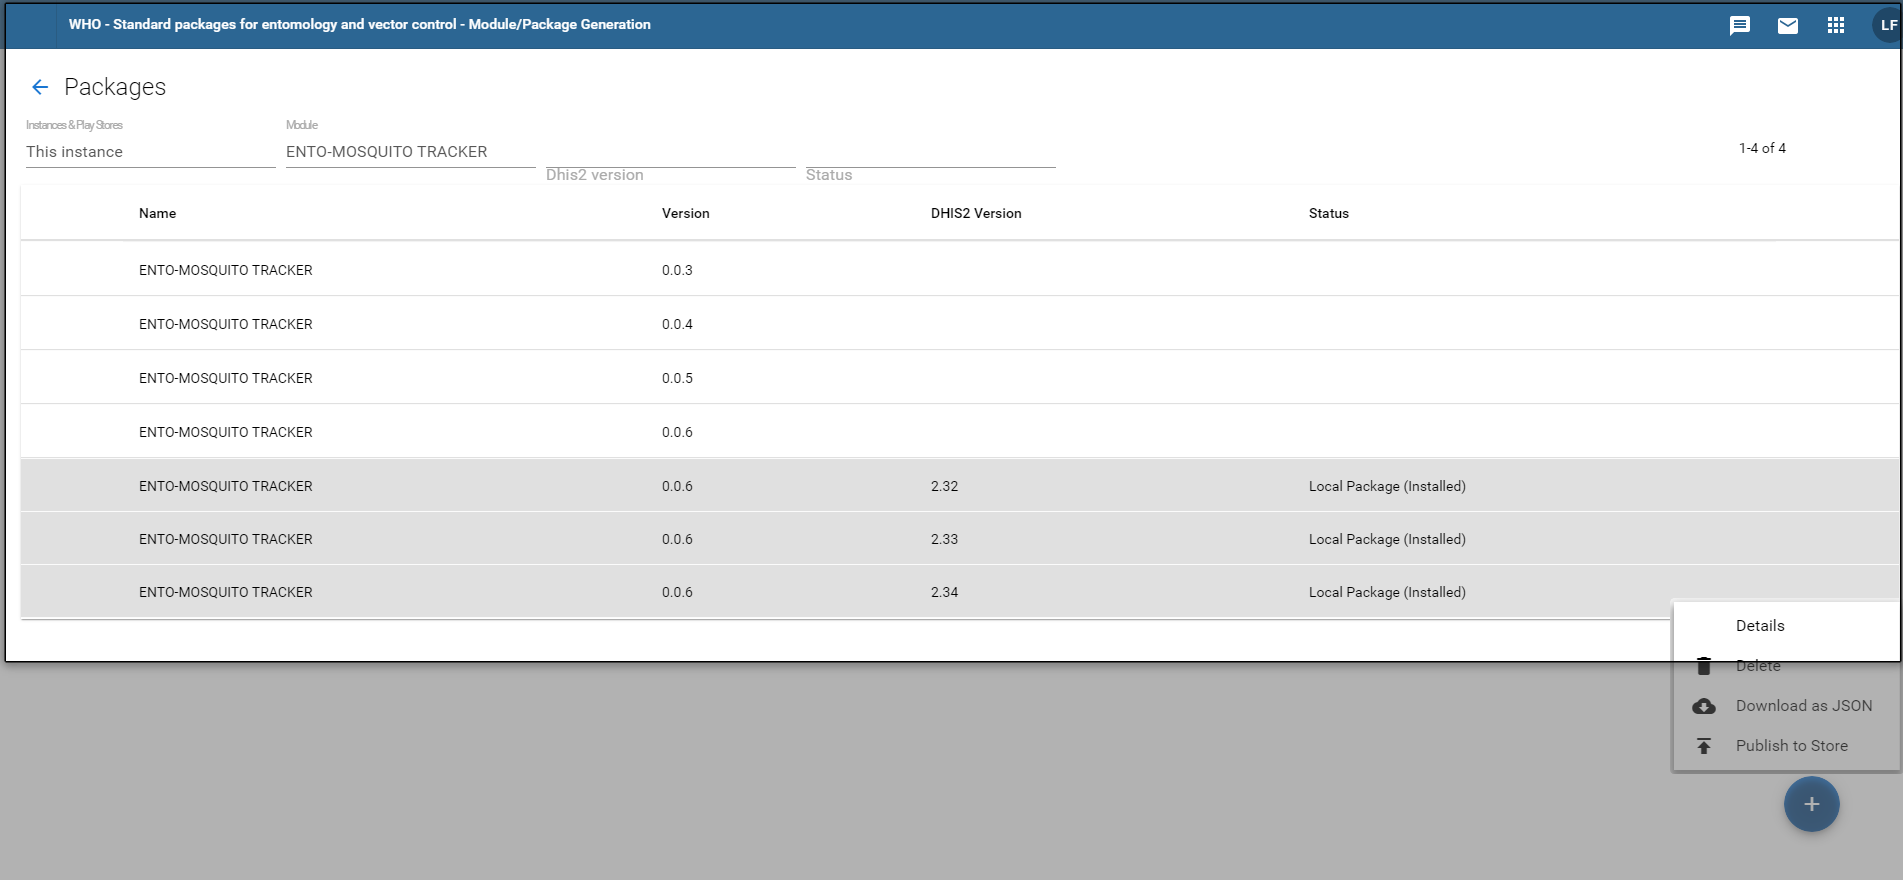 WHO - Standard packages for entomology and vector control - Module/Package Generation
LF
Packages
Instances & Play Stores
Module
This instance
ENTO-MOSQUITO TRACKER
Dhis2 version
Status
1-4 of 4
Name Version DHIS2 Version Status
ENTO-MOSQUITO TRACKER 0.0.3
ENTO-MOSQUITO TRACKER 0.0.4
ENTO-MOSQUITO TRACKER 0.0.5
ENTO-MOSQUITO TRACKER 0.0.6
ENTO-MOSQUITO TRACKER 0.0.6 2.32 Local Package (Installed)
ENTO-MOSQUITO TRACKER 0.0.6 2.33 Local Package (Installed)
ENTO-MOSQUITO TRACKER 0.0.6 2.34 Local Package (Installed)
Details
Delete
Download as JSON
Publish to Store
+